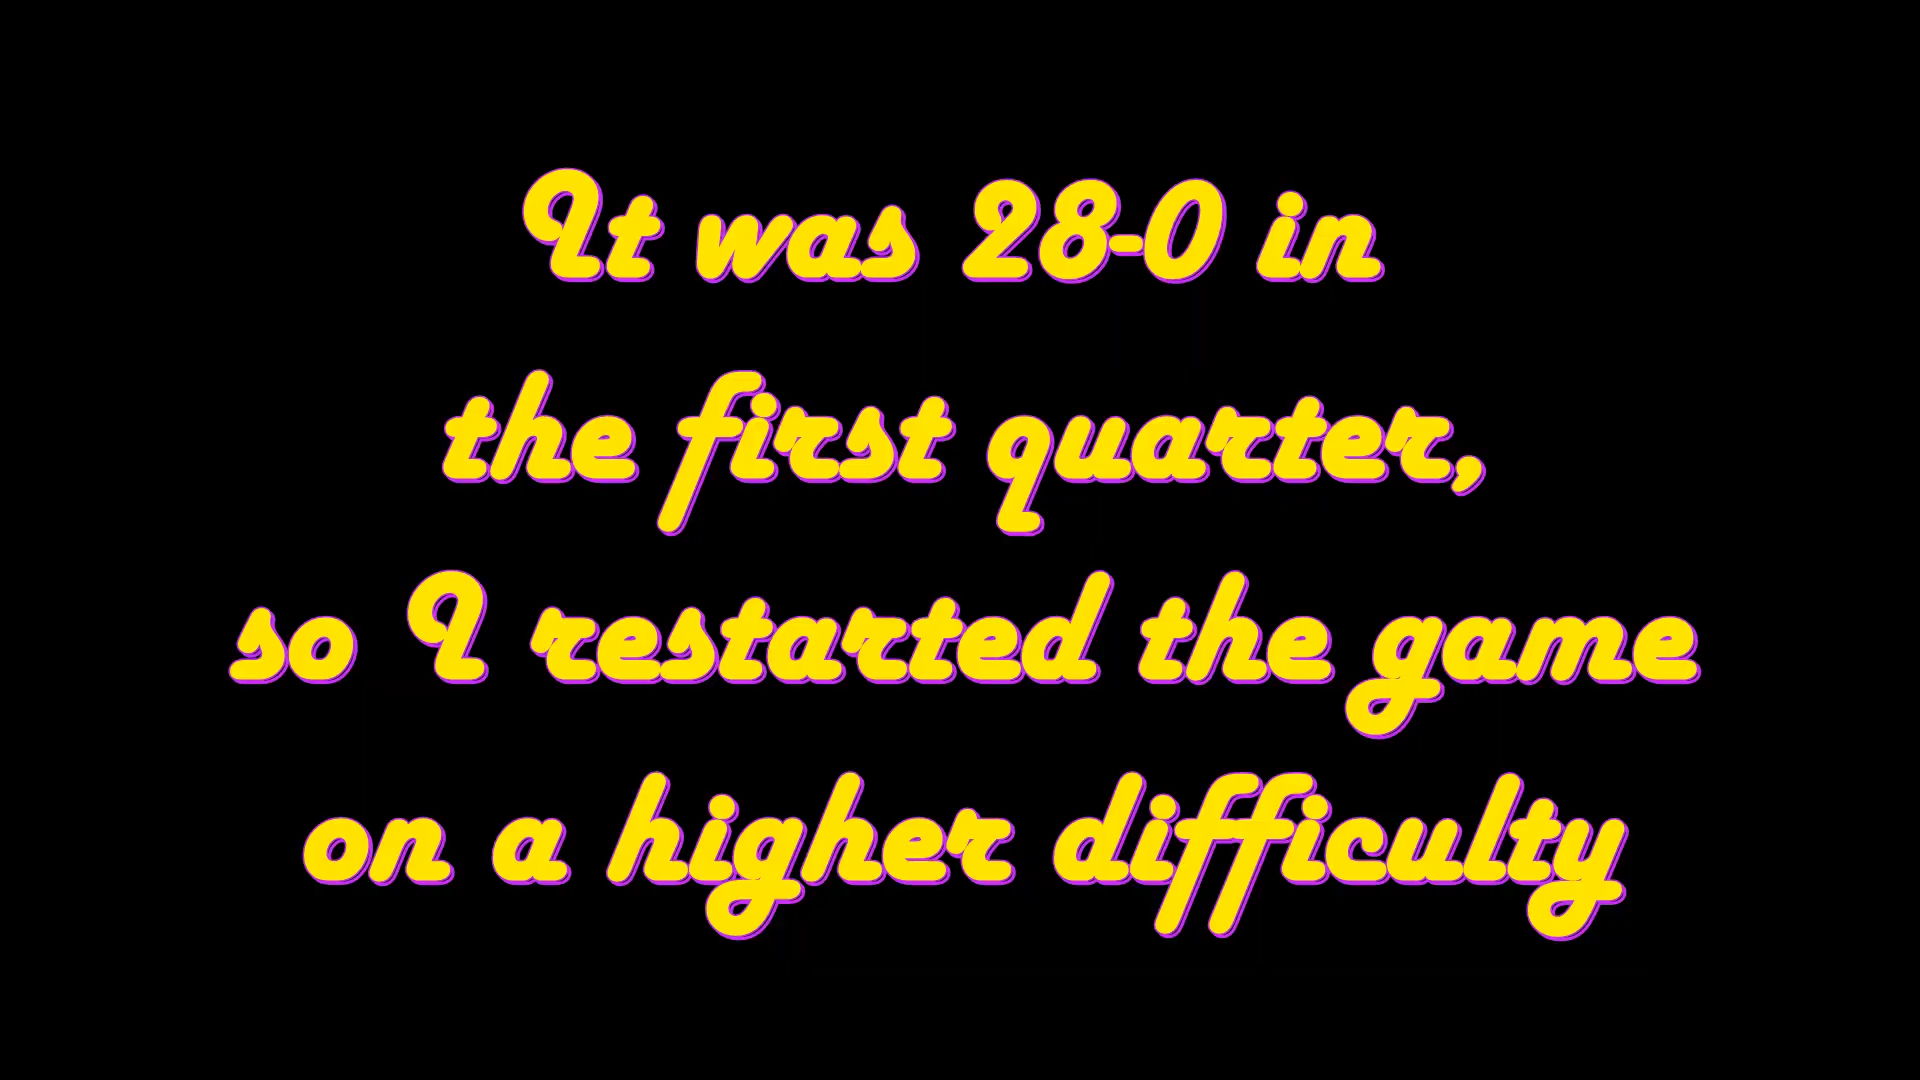 It was 28-0 in
the first quarter,
so I restarted the game
on a higher difficulty